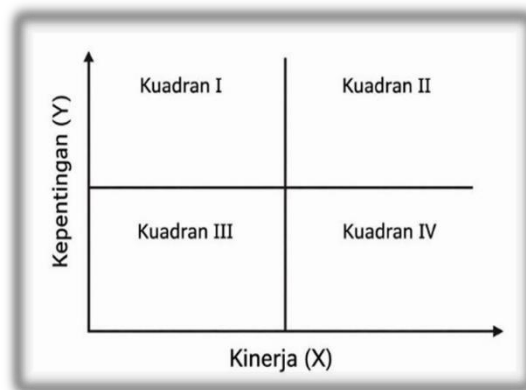 Kuadran I
Kuadran II
Kepentingan (Y)
Kuadran III
Kuadran IV
Kinerja (X)